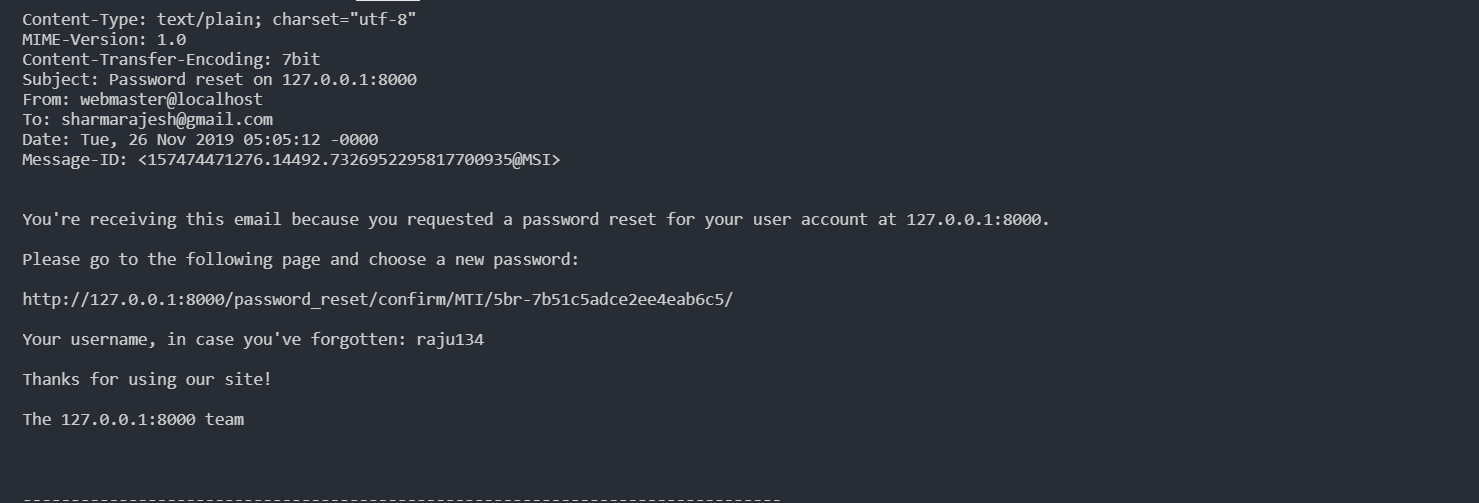 Content-Type: text/plain; charset="utf-8"
MIME-Version: 1.0
Content-Transfer-Encoding: 7bit
Subject: Password reset on 127.0.0.1:8000
From: webmaster@localhost
To: sharmarajesh@gmail.com
Date: Tue, 26 Nov 2019 05:05:12 -0000
Message-ID: <157474471276.14492.7326952295817700935@MSI>
You're receiving this email because you requested a password reset for your user account at 127.0.0.1:8000.
Please go to the following page and choose a new password:
http://127.0.0.1:8000/password_reset/confirm/MTI/5br-7b51c5adce2ee4eab6c5/
Your username, in case you've forgotten: raju134
Thanks for using our site!
The 127.0.0.1:8000 team
-------------------------------------------------------------------------------